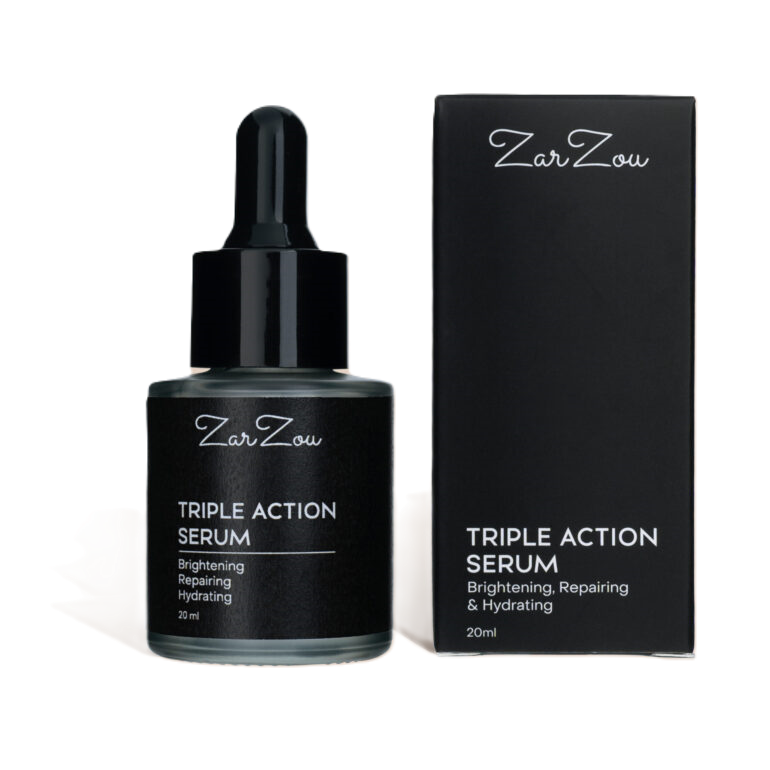 ZarZou
TRIPLE ACTION
SERUM
Brightening
Repairing
Hydrating
20 ml
ZarZou
TRIPLE ACTION
SERUM
Brightening, Repairing
& Hydrating
20ml